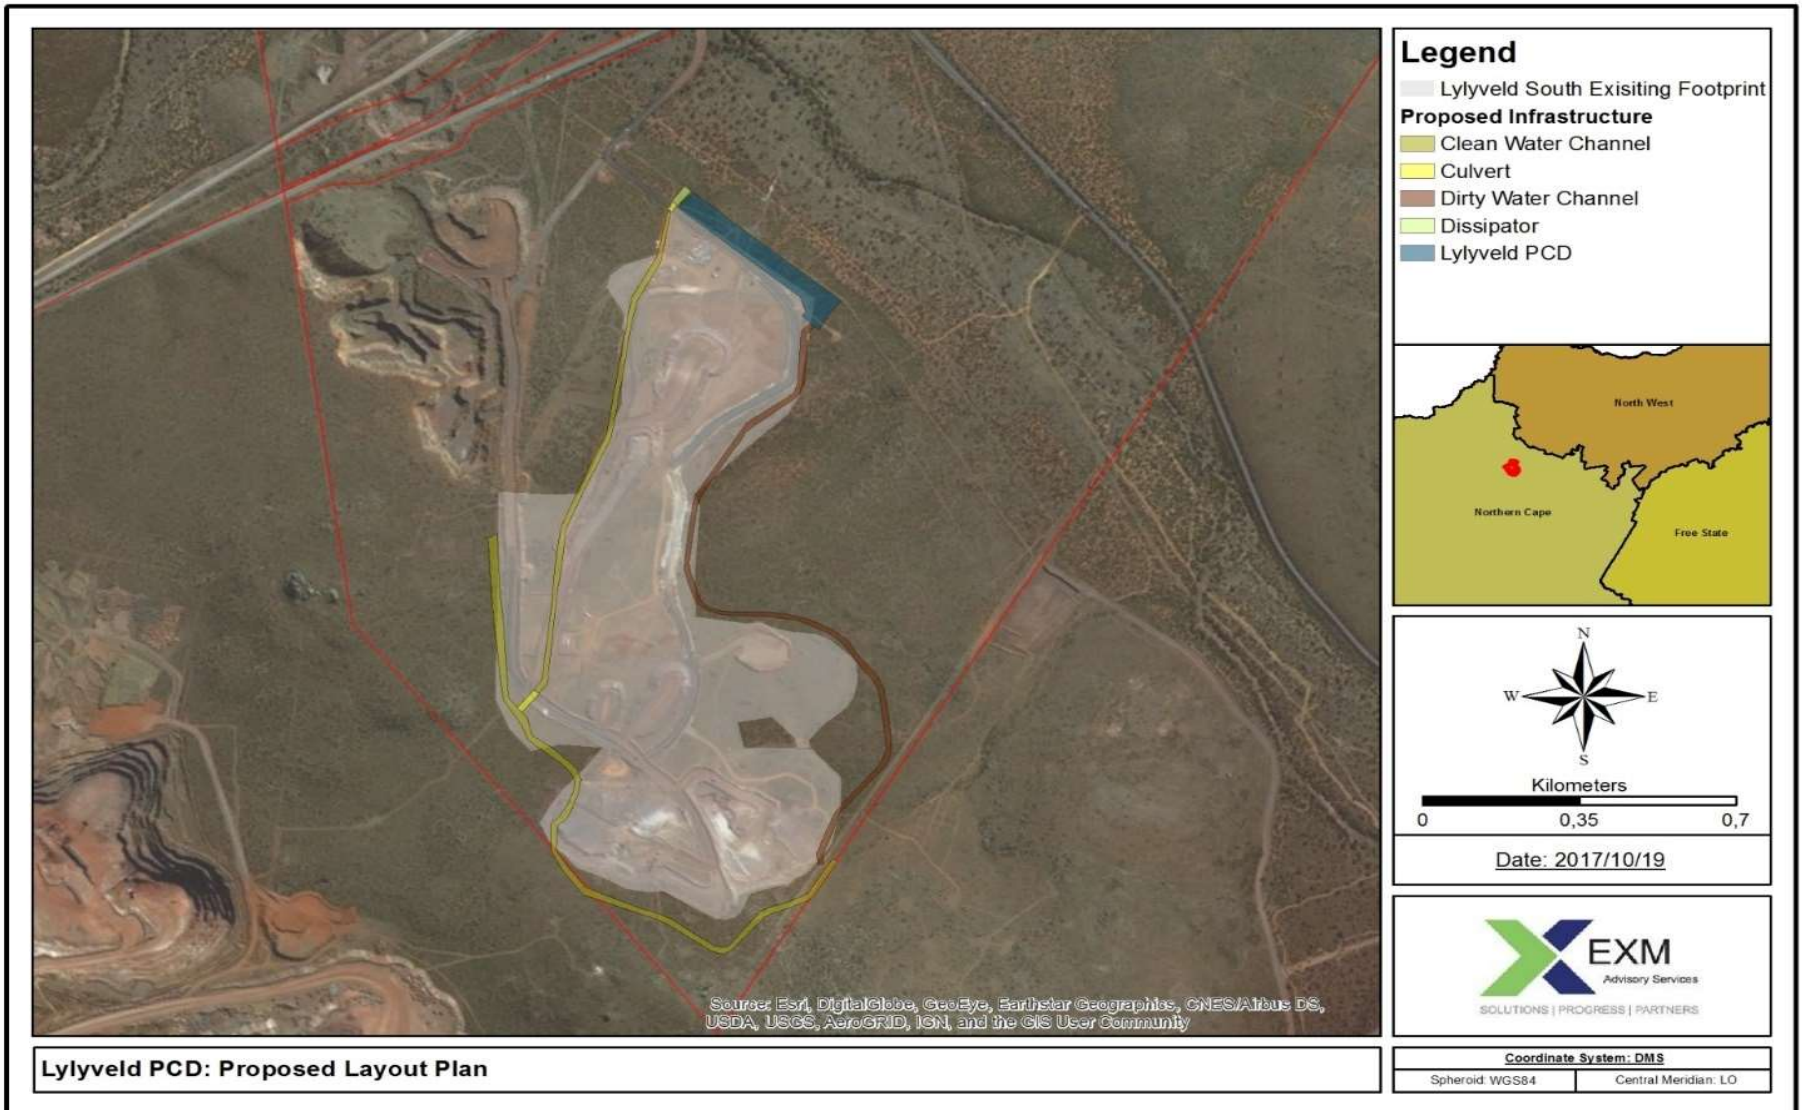 Legend
Lylyveld South Exisiting Footprint
Proposed Infrastructure
Clean Water Channel
Culvert
Dirty Water Channel
Dissipator
Lylyveld PCD
North West
Northern Cape
Free State
N
W
E
S
Kilometers
0 0,35 0,7
Date: 2017/10/19
EXM
Advisory Services
SOLUTIONS | PROGRESS | PARTNERS
Source: Esri, DigitalGlobe, GeoEye, Earthstar Geographics, CNES/Airbus DS,
USDA, USGS, AeroGRID, IGN, and the GIS User Community
Lylyveld PCD: Proposed Layout Plan
Coordinate System: DMS
Spheroid: WGS84
Central Meridian: LO